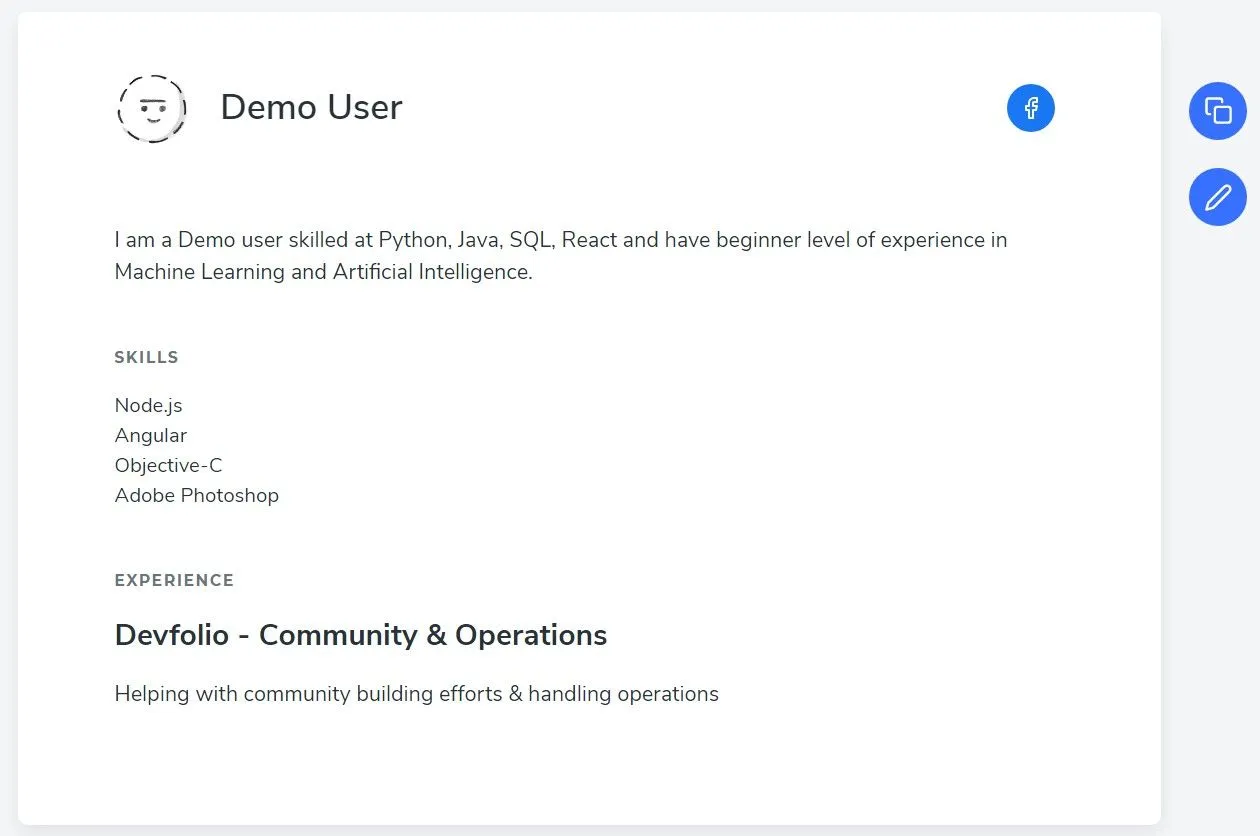 Demo User
I am a Demo user skilled at Python, Java, SQL, React and have beginner level of experience in
Machine Learning and Artificial Intelligence.
SKILLS
Node.js
Angular
Objective-C
Adobe Photoshop
EXPERIENCE
Devfolio - Community & Operations
Helping with community building efforts & handling operations